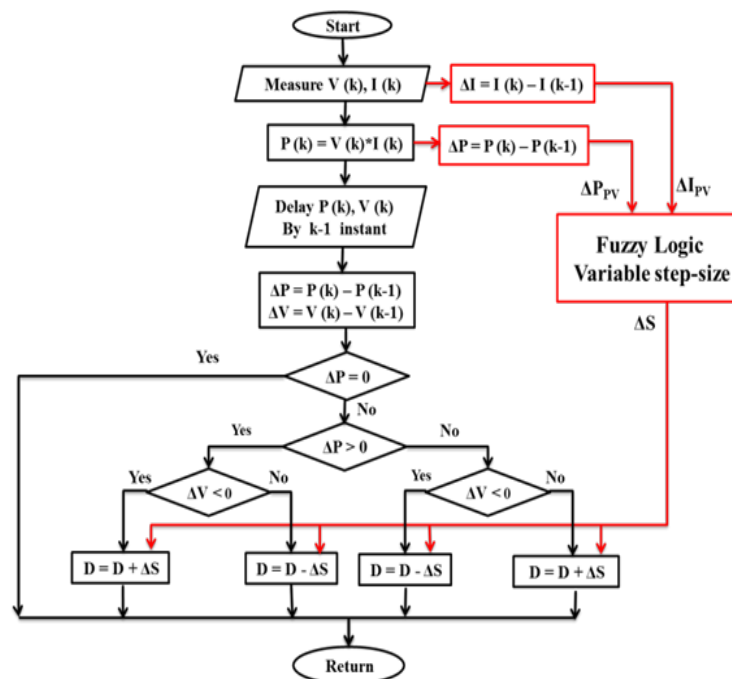 Start
Measure V (k), I (k)
ΔI = I (k) – I (k-1)
P (k) = V (k)*I (k)
ΔP = P (k) – P (k-1)
ΔP_PV
ΔI_PV
Delay P (k), V (k)
By k-1 instant
Fuzzy Logic
Variable step-size
ΔP = P (k) – P (k-1)
ΔV = V (k) – V (k-1)
ΔS
Yes
ΔP = 0
No
Yes
ΔP > 0
No
Yes
ΔV < 0
No
Yes
ΔV < 0
No
D = D + ΔS
D = D - ΔS
D = D - ΔS
D = D + ΔS
Return